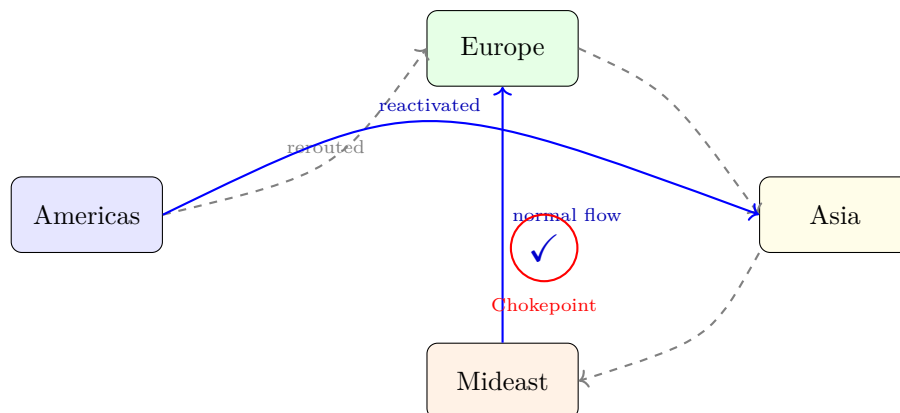 Europe
reactivated
rerouted
Americas
normal flow
Asia
✓
Chokepoint
Mideast